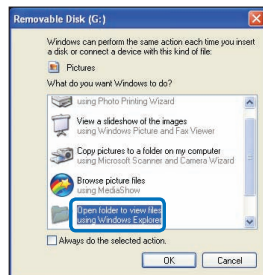 Removable Disk (G:)
Windows can perform the same action each time you insert
a disk or connect a device with this kind of file:
Pictures
What do you want Windows to do?
using Photo Printing Wizard
View a slideshow of the images
using Windows Picture and Fax Viewer
Copy pictures to a folder on my computer
using Microsoft Scanner and Camera Wizard
Browse picture files
using MediaShow
Open folder to view files
using Windows Explorer
Always do the selected action.
OK
Cancel